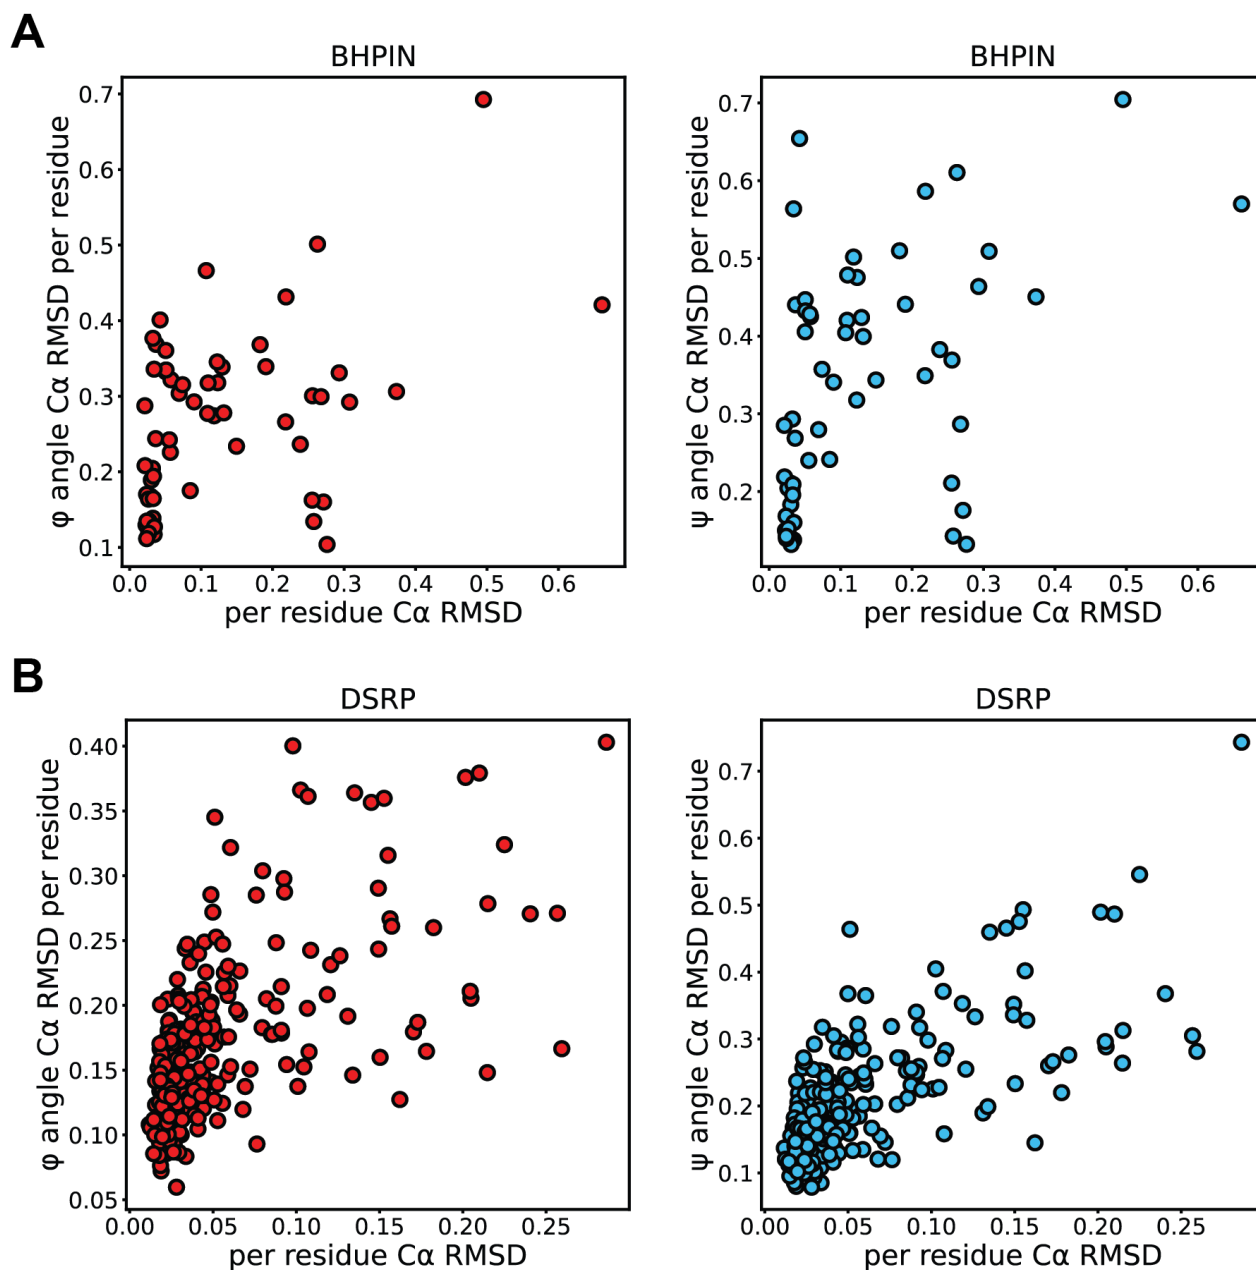 A
BHPIN
φ angle Cα RMSD per residue
0.7
0.6
0.5
0.4
0.3
0.2
0.1
0.0 0.1 0.2 0.3 0.4 0.5 0.6
per residue Cα RMSD
BHPIN
ψ angle Cα RMSD per residue
0.7
0.6
0.5
0.4
0.3
0.2
0.0 0.1 0.2 0.3 0.4 0.5 0.6
per residue Cα RMSD
B
DSRP
φ angle Cα RMSD per residue
0.40
0.35
0.30
0.25
0.20
0.15
0.10
0.05
0.00 0.05 0.10 0.15 0.20 0.25
per residue Cα RMSD
DSRP
ψ angle Cα RMSD per residue
0.7
0.6
0.5
0.4
0.3
0.2
0.1
0.00 0.05 0.10 0.15 0.20 0.25
per residue Cα RMSD